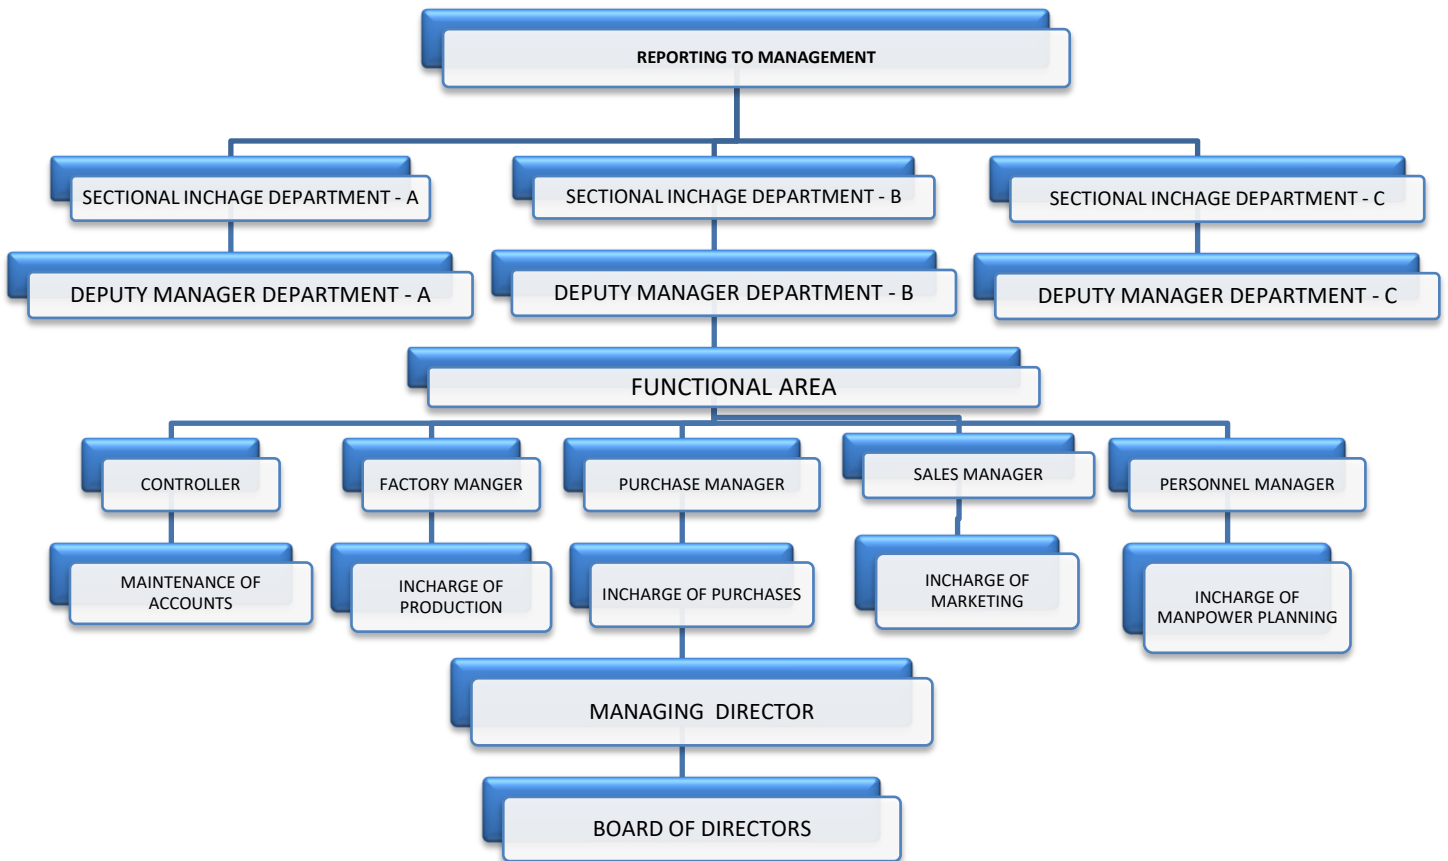 REPORTING TO MANAGEMENT
SECTIONAL INCHAGE DEPARTMENT - A
SECTIONAL INCHAGE DEPARTMENT - B
SECTIONAL INCHAGE DEPARTMENT - C
DEPUTY MANAGER DEPARTMENT - A
DEPUTY MANAGER DEPARTMENT - B
DEPUTY MANAGER DEPARTMENT - C
FUNCTIONAL AREA
CONTROLLER
FACTORY MANGER
PURCHASE MANAGER
SALES MANAGER
PERSONNEL MANAGER
MAINTENANCE OF
ACCOUNTS
INCHARGE OF
PRODUCTION
INCHARGE OF PURCHASES
INCHARGE OF
MARKETING
INCHARGE OF
MANPOWER PLANNING
MANAGING DIRECTOR
BOARD OF DIRECTORS